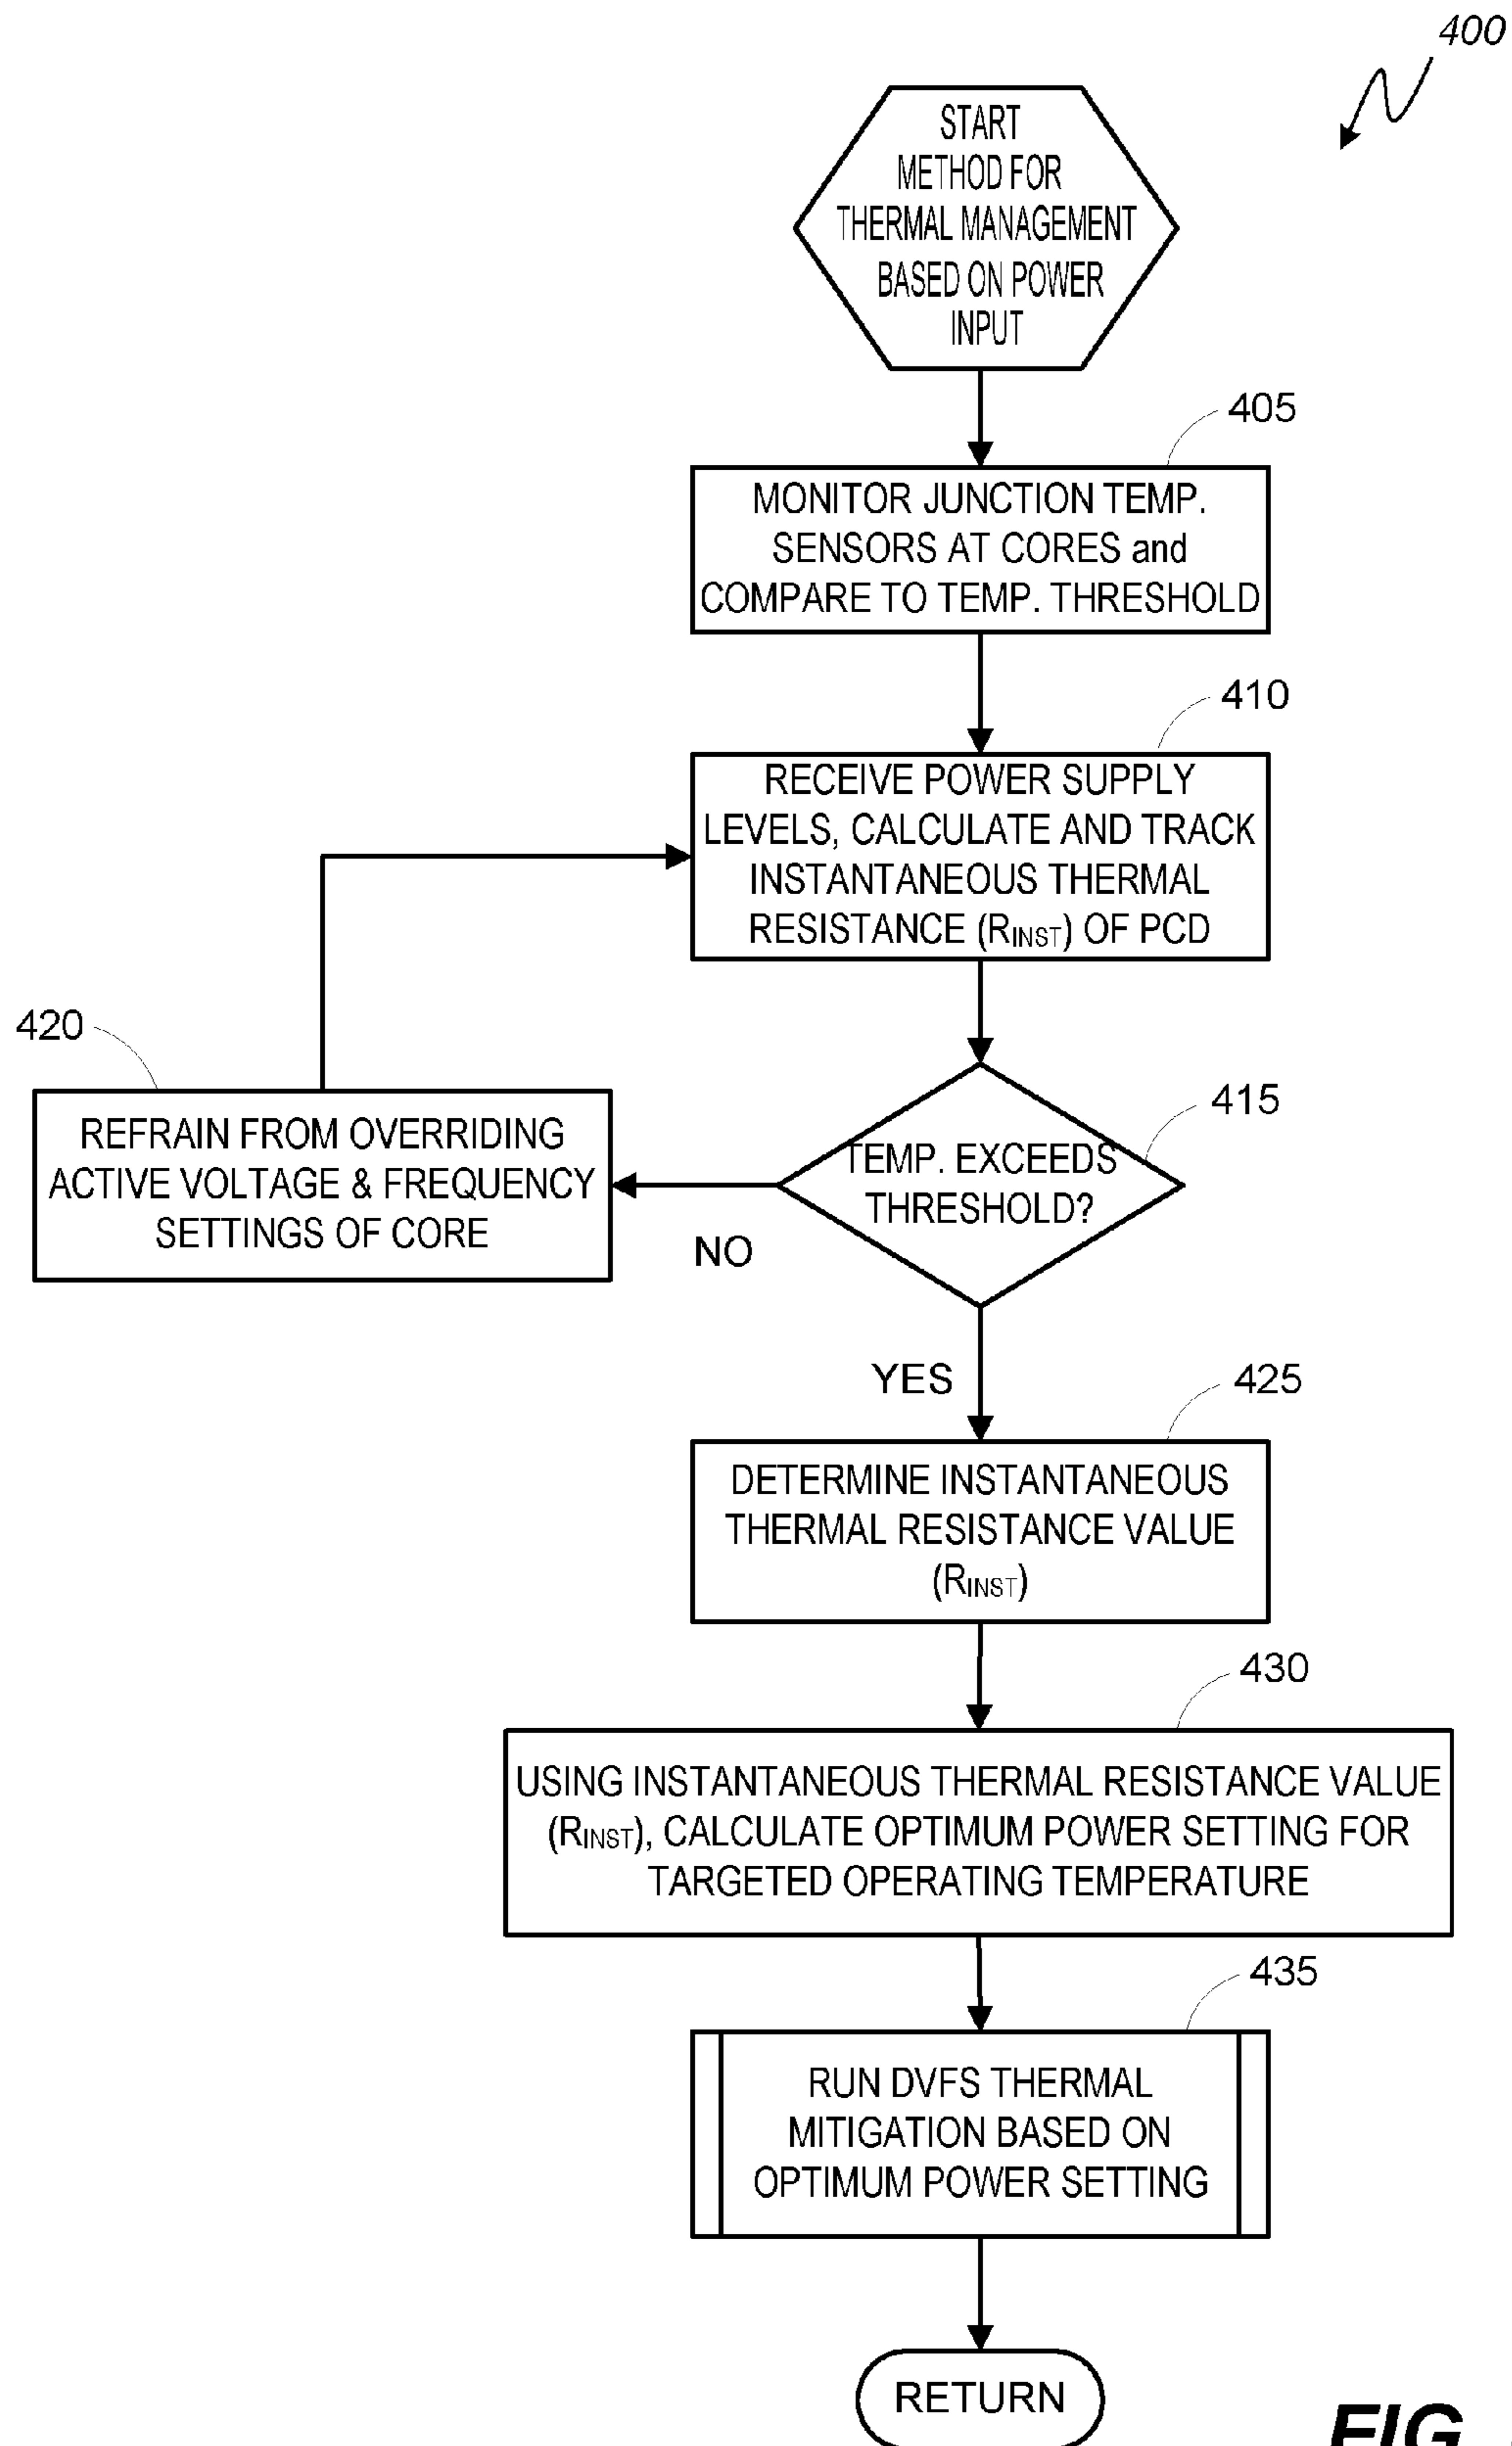 400
START
METHOD FOR
THERMAL MANAGEMENT
BASED ON POWER
INPUT
405
MONITOR JUNCTION TEMP.
SENSORS AT CORES and
COMPARE TO TEMP. THRESHOLD
410
RECEIVE POWER SUPPLY
LEVELS, CALCULATE AND TRACK
INSTANTANEOUS THERMAL
RESISTANCE (RINST) OF PCD
420
REFRAIN FROM OVERRIDING
ACTIVE VOLTAGE & FREQUENCY
SETTINGS OF CORE
415
TEMP. EXCEEDS
THRESHOLD?
NO
YES
425
DETERMINE INSTANTANEOUS
THERMAL RESISTANCE VALUE
(RINST)
430
USING INSTANTANEOUS THERMAL RESISTANCE VALUE
(RINST), CALCULATE OPTIMUM POWER SETTING FOR
TARGETED OPERATING TEMPERATURE
435
RUN DVFS THERMAL
MITIGATION BASED ON
OPTIMUM POWER SETTING
RETURN
FIG